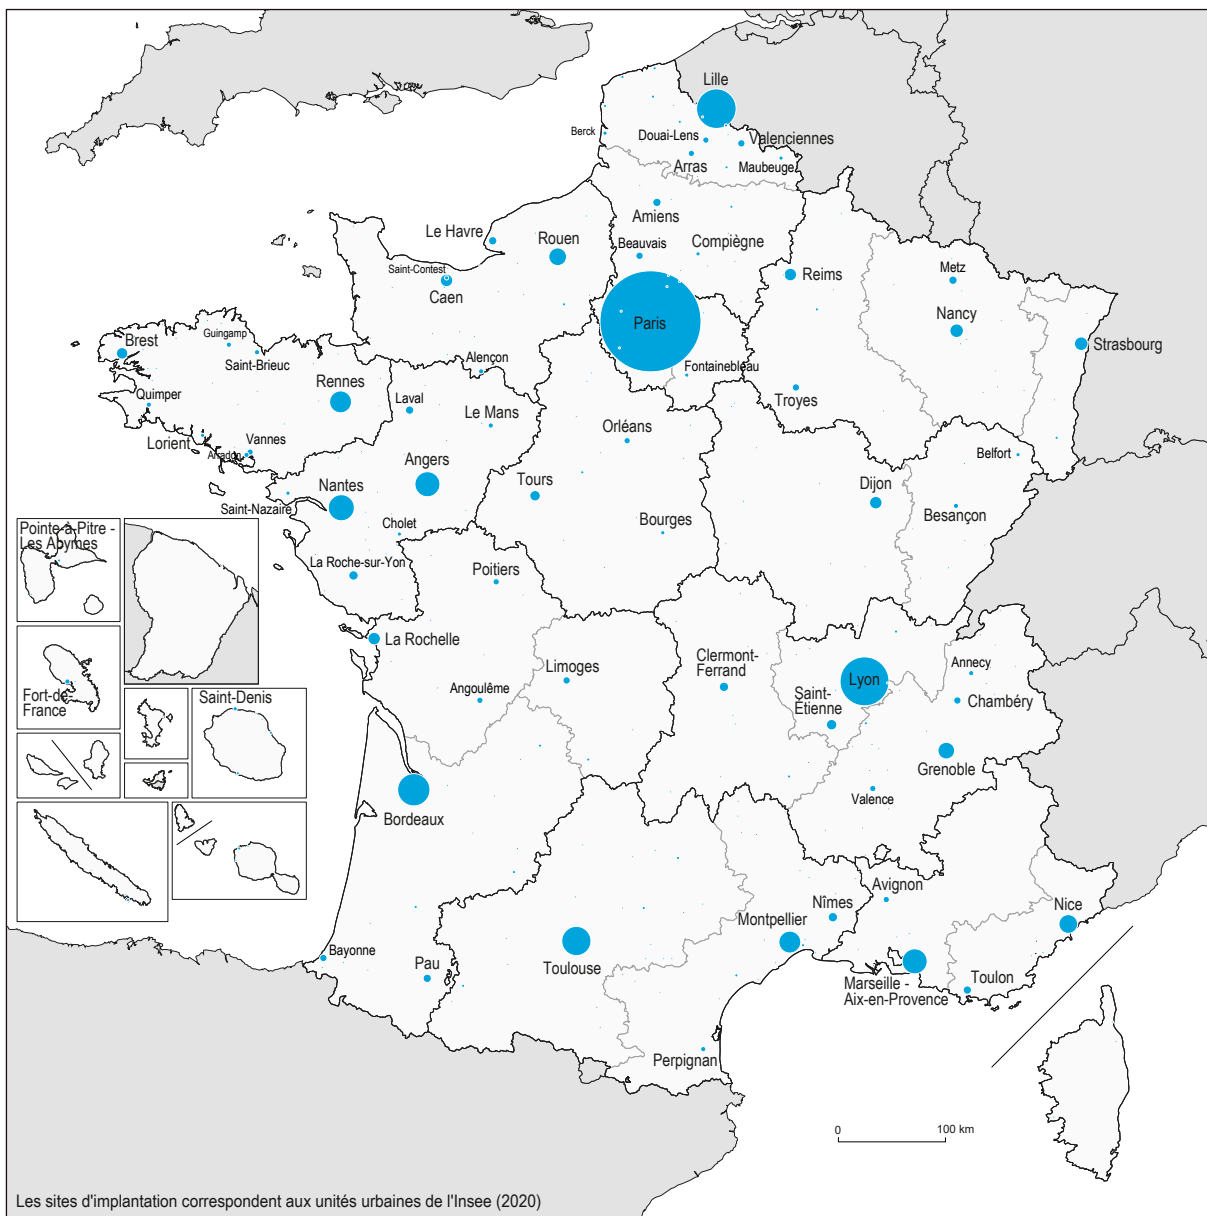 Lille
Berck
Douai-Lens
Valenciennes
Arras
Maubeuge
Amiens
Le Havre
Rouen
Beauvais
Compiègne
Saint-Contest
Caen
Reims
Metz
Nancy
Strasbourg
Paris
Brest
Guingamp
Saint-Brieuc
Alençon
Fontainebleau
Rennes
Quimper
Laval
Le Mans
Troyes
Lorient
Vannes
Arradon
Orléans
Belfort
Angers
Nantes
Saint-Nazaire
Tours
Dijon
Besançon
Cholet
Bourges
Pointe-à-Pitre -
Les Abymes
La Roche-sur-Yon
Poitiers
La Rochelle
Limoges
Clermont-
Ferrand
Lyon
Annecy
Fort-de-
France
Saint-Denis
Angoulême
Saint-
Etienne
Chambéry
Grenoble
Valence
Bordeaux
Avignon
Nîmes
Montpellier
Nice
Toulouse
Bayonne
Pau
Marseille -
Aix-en-Provence
Toulon
Perpignan
0
100 km
Les sites d'implantation correspondent aux unités urbaines de l'Insee (2020)